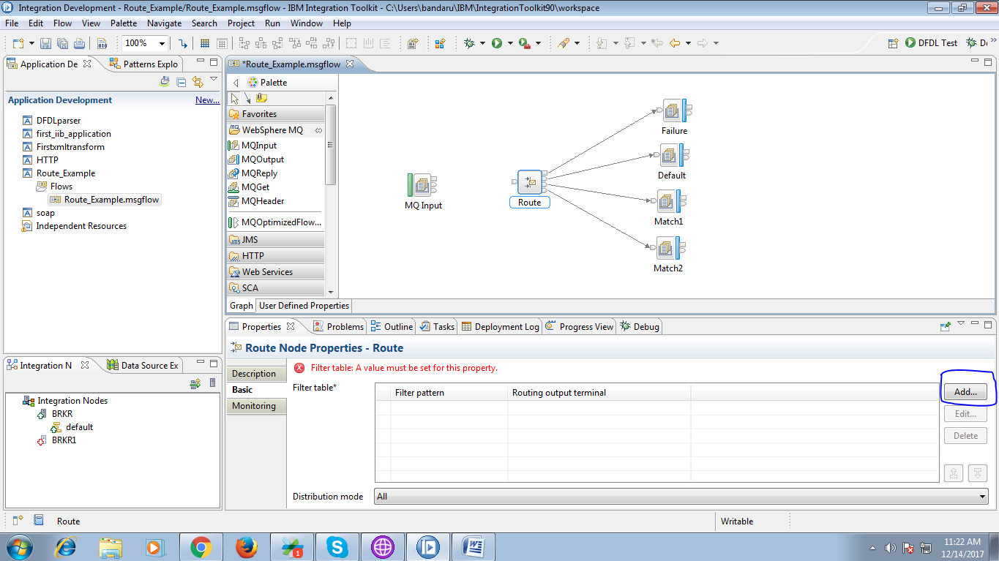 Integration Development - Route_Example/Route_Example.msgflow - IBM Integration Toolkit - C:\Users\bandaru\IBM\IntegrationToolkit90\workspace
File Edit Flow View Palette Navigate Search Project Run Window Help
100% DFDL Test D
Application De Patterns Explo
Application Development New...
DFDLparser
first_iib_application
Firstxmltransform
HTTP
Route_Example
Flows
Route_Example.msgflow
soap
Independent Resources
Integration N Data Source Ex
Integration Nodes
BRKR
default
BRKR1
*Route_Example.msgflow
Palette
Favorites
WebSphere MQ
MQInput
MQOutput
MQReply
MQGet
MQHeader
MQOptimizedFlow...
JMS
HTTP
Web Services
SCA
Graph User Defined Properties
MQ Input
Route
Failure
Default
Match1
Match2
Properties Problems Outline Tasks Deployment Log Progress View Debug
Route Node Properties - Route
Description
Basic
Monitoring
Filter table: A value must be set for this property.
Filter table*
Filter pattern Routing output terminal
Add...
Edit...
Delete
Distribution mode All
Route Writable
1
11:22 AM
12/14/2017